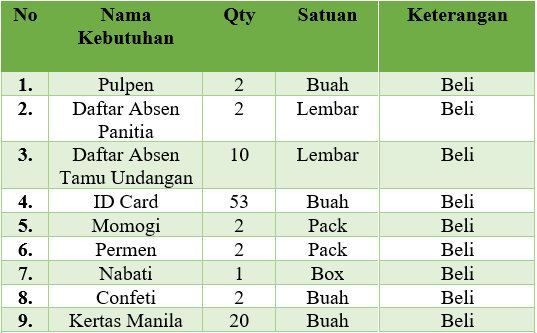 No Nama Kebutuhan Qty Satuan Keterangan
1. Pulpen 2 Buah Beli
2. Daftar Absen Panitia 2 Lembar Beli
3. Daftar Absen Tamu Undangan 10 Lembar Beli
4. ID Card 53 Buah Beli
5. Momogi 2 Pack Beli
6. Permen 2 Pack Beli
7. Nabati 1 Box Beli
8. Confeti 2 Buah Beli
9. Kertas Manila 20 Buah Beli